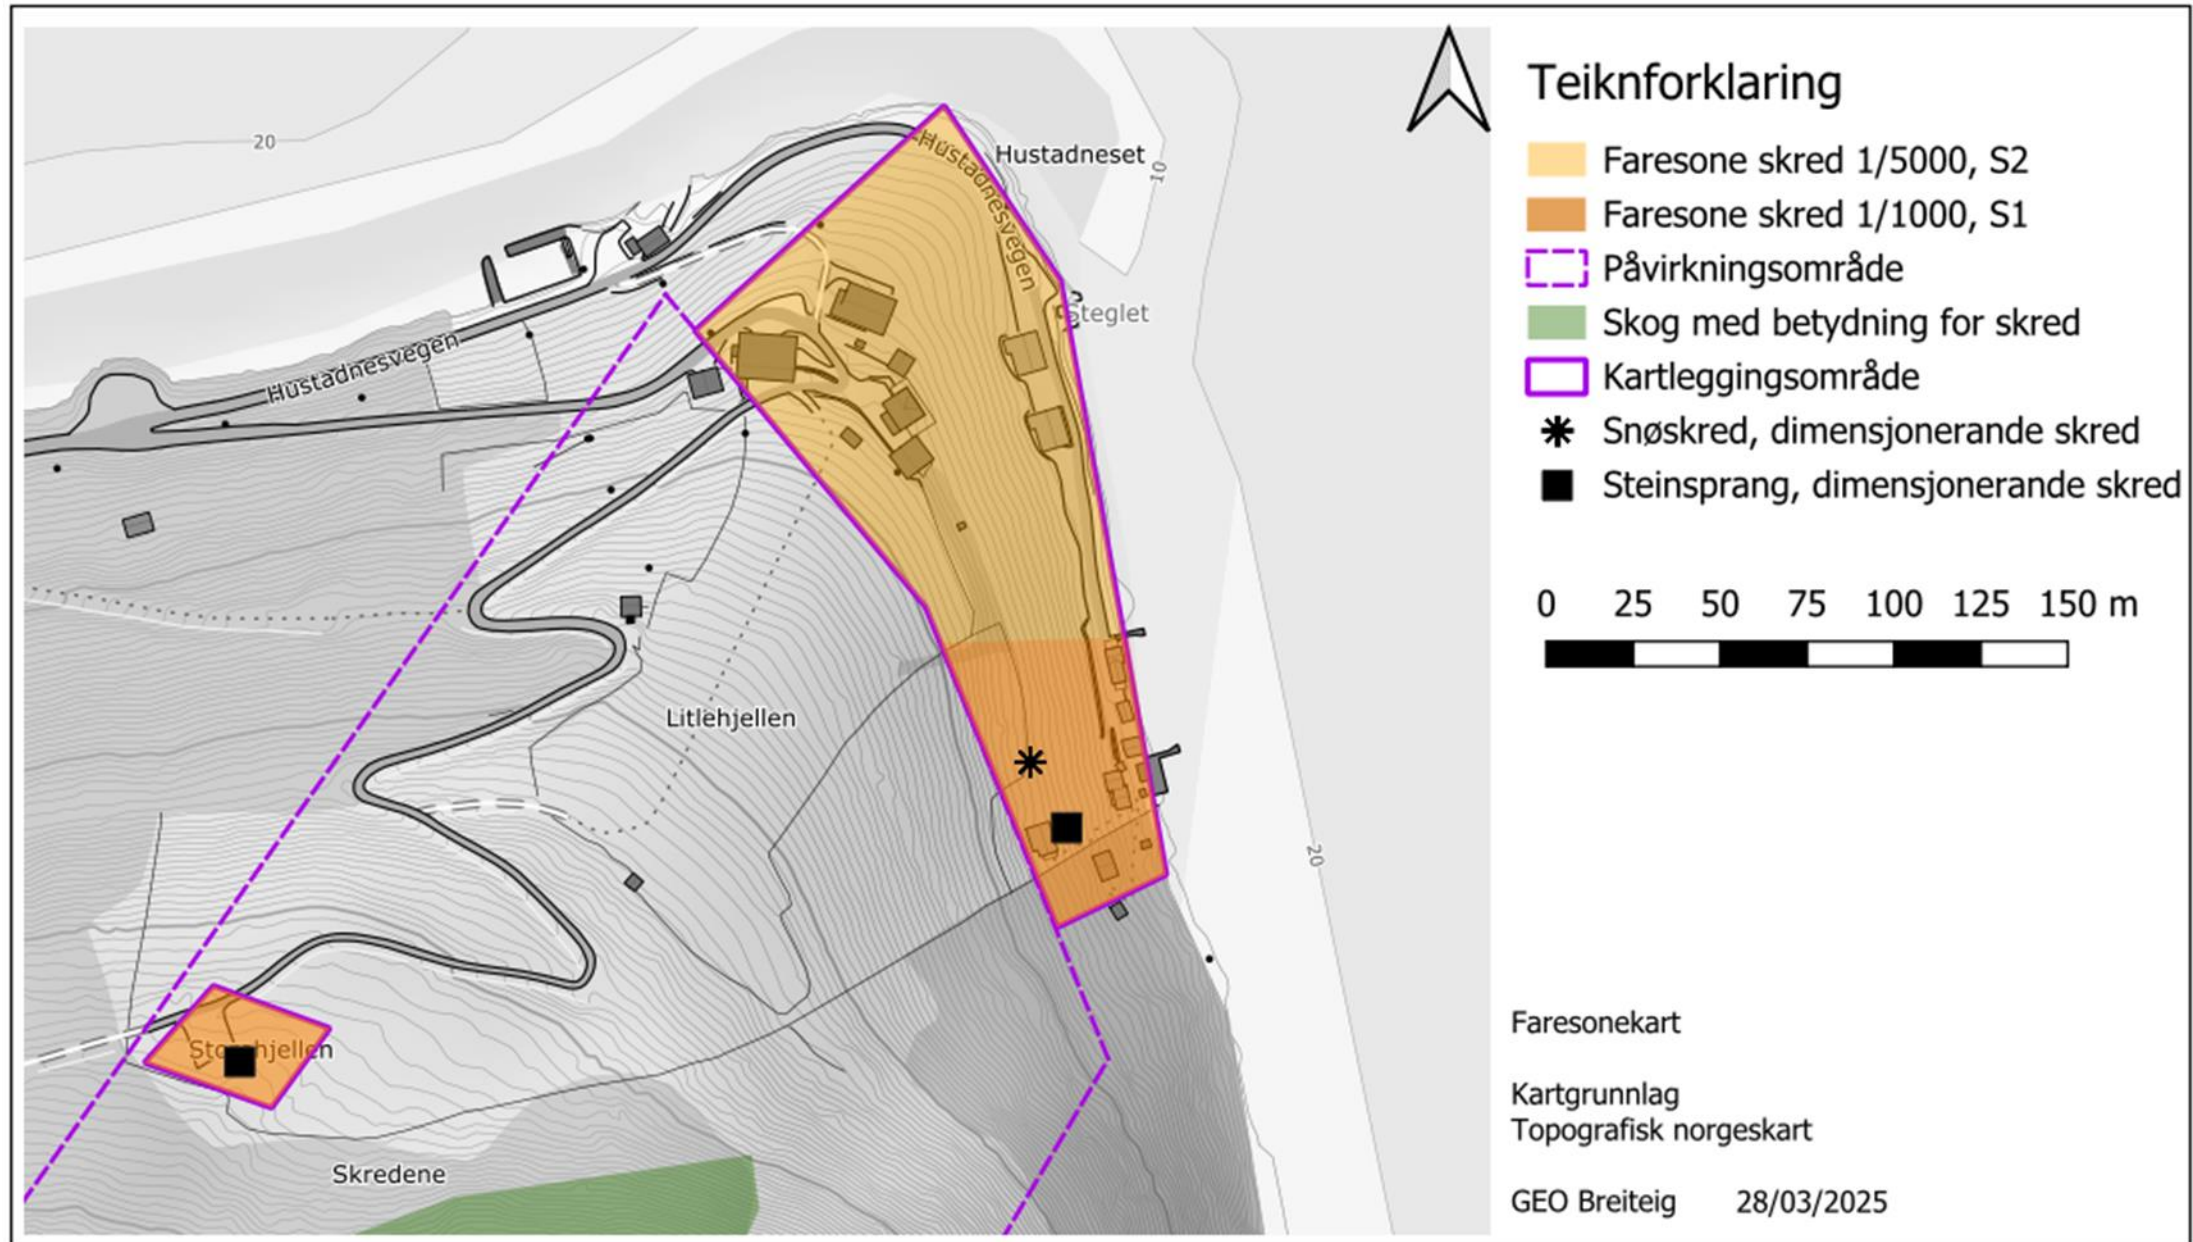 20
Hustadnesvegen
Hustadneset
10
Steglet
Hustadnesvegen
Litlehjellen
20
Storehjellen
Skredene
Teiknforklaring
Faresone skred 1/5000, S2
Faresone skred 1/1000, S1
Påvirkningsområde
Skog med betydning for skred
Kartleggingsområde
Snøskred, dimensjonerande skred
Steinsprang, dimensjonerande skred
0 25 50 75 100 125 150 m
Faresonekart
Kartgrunnlag
Topografisk norgeskart
GEO Breiteig 28/03/2025